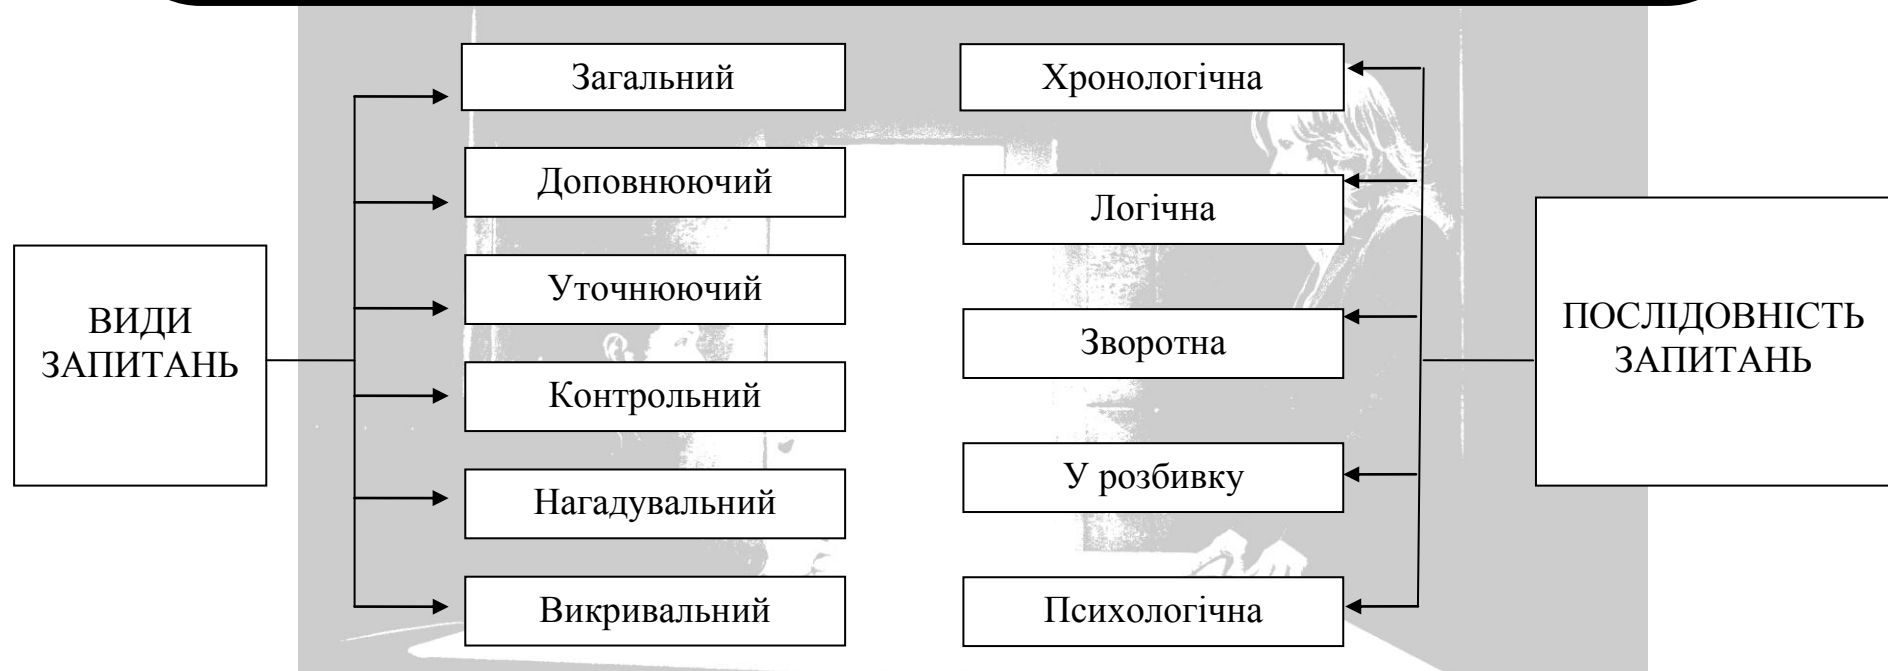 ВИДИ
ЗАПИТАНЬ
Загальний
Доповнюючий
Уточнюючий
Контрольний
Нагадувальний
Викривальний
Хронологічна
Логічна
Зворотна
У розбивку
Психологічна
ПОСЛІДОВНІСТЬ
ЗАПИТАНЬ